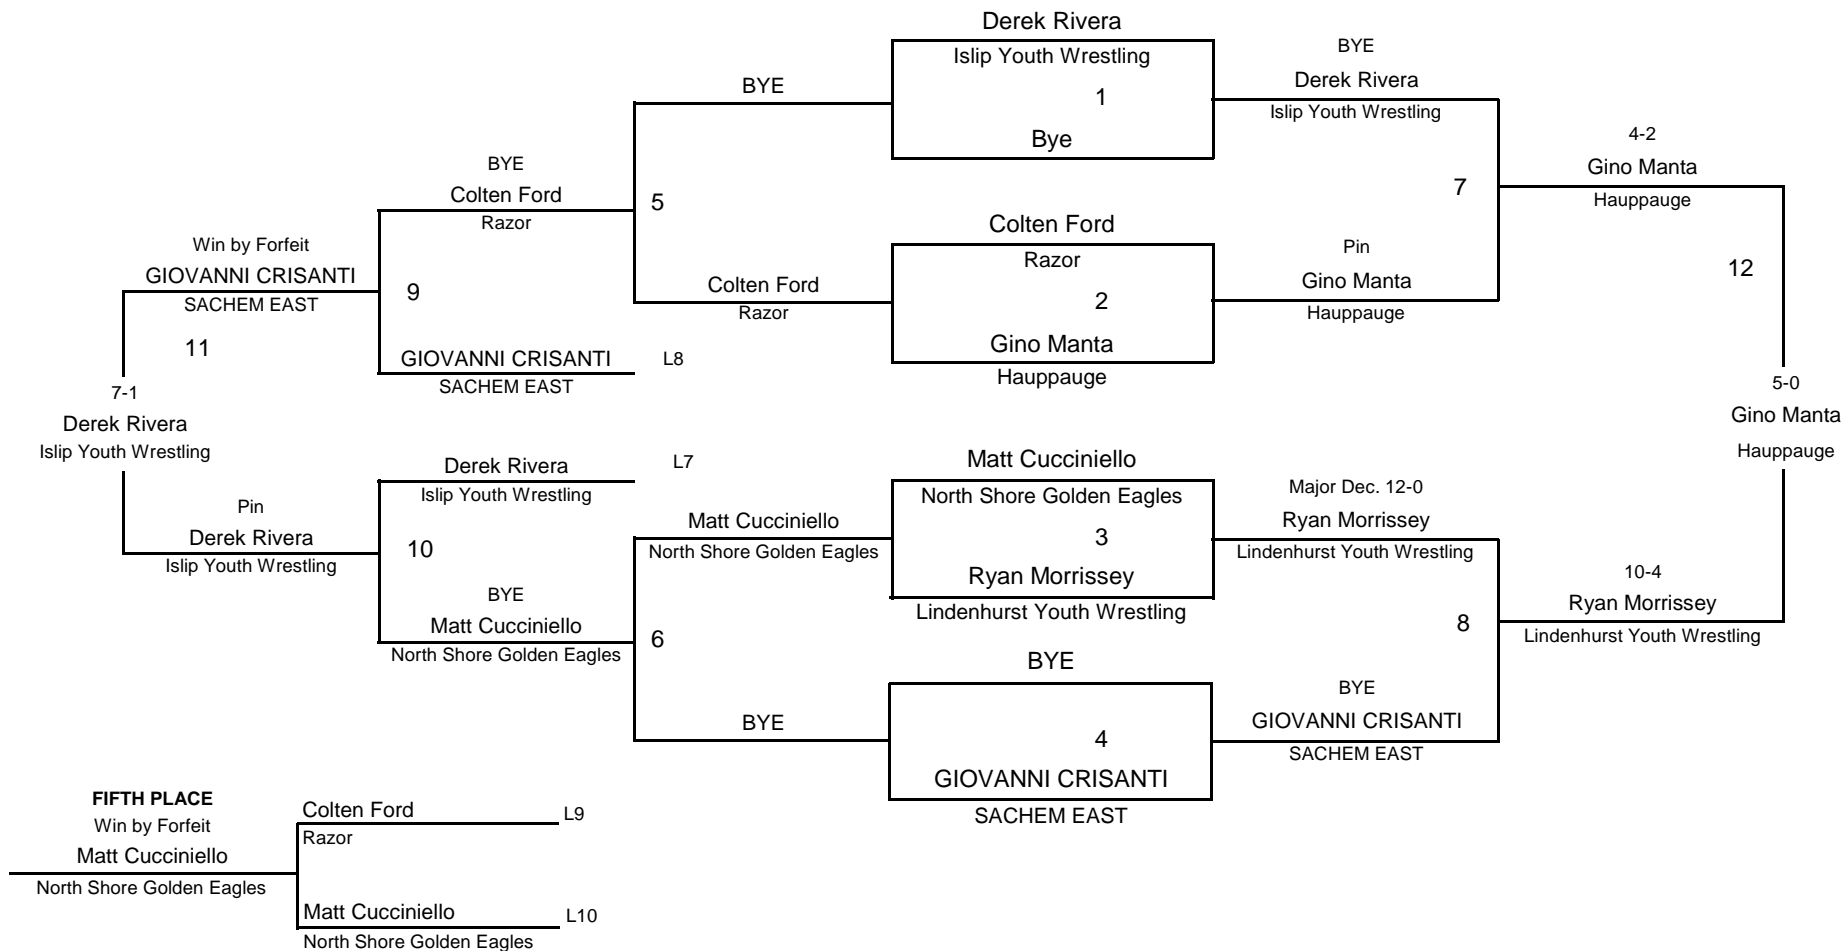 Derek Rivera
Islip Youth Wrestling
1
Bye
BYE
Derek Rivera
Islip Youth Wrestling
BYE
4-2
Gino Manta
Hauppauge
7
BYE
Colten Ford
Razor
5
Colten Ford
Razor
2
Gino Manta
Hauppauge
Pin
Gino Manta
Hauppauge
12
Win by Forfeit
GIOVANNI CRISANTI
SACHEM EAST
9
Colten Ford
Razor
11
GIOVANNI CRISANTI
SACHEM EAST
L8
7-1
Derek Rivera
Islip Youth Wrestling
5-0
Gino Manta
Hauppauge
Derek Rivera
Islip Youth Wrestling
L7
Matt Cucciniello
North Shore Golden Eagles
3
Ryan Morrissey
Lindenhurst Youth Wrestling
Major Dec. 12-0
Ryan Morrissey
Lindenhurst Youth Wrestling
Pin
Derek Rivera
Islip Youth Wrestling
10
Matt Cucciniello
North Shore Golden Eagles
BYE
Matt Cucciniello
North Shore Golden Eagles
6
10-4
Ryan Morrissey
Lindenhurst Youth Wrestling
8
BYE
4
GIOVANNI CRISANTI
SACHEM EAST
BYE
BYE
GIOVANNI CRISANTI
SACHEM EAST
FIFTH PLACE
Win by Forfeit
Matt Cucciniello
North Shore Golden Eagles
Colten Ford
Razor
L9
Matt Cucciniello
North Shore Golden Eagles
L10